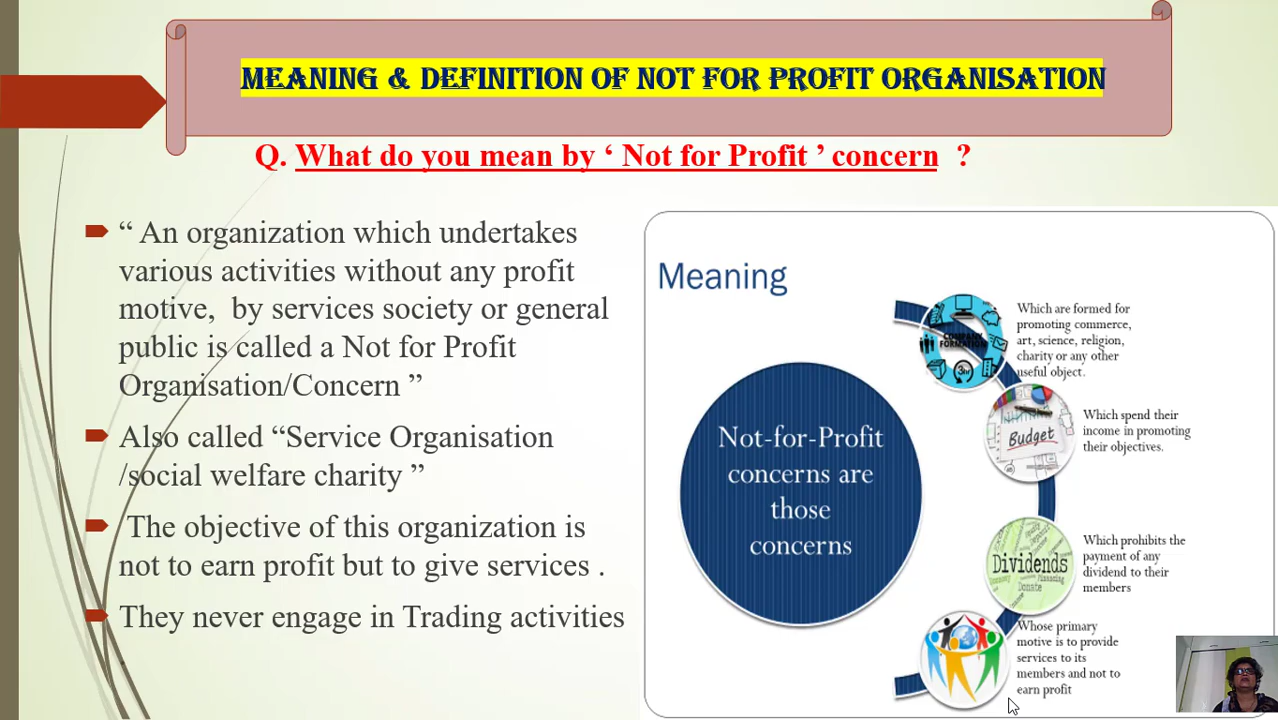 MEANING & DEFINITION OF NOT FOR PROFIT ORGANISATION
Q. What do you mean by ‘ Not for Profit ’ concern ?
“ An organization which undertakes
various activities without any profit
motive, by services society or general
public is called a Not for Profit
Organisation/Concern ”
Also called “Service Organisation
/social welfare charity ”
The objective of this organization is
not to earn profit but to give services .
They never engage in Trading activities
Meaning
Not-for-Profit
concerns are
those
concerns
COMPANY
FORMATION
Which are formed for
promoting commerce,
art, science, religion,
charity or any other
useful object.
Budget
Which spend their
income in promoting
their objectives.
Dividends
Donate
Which prohibits the
payment of any
dividend to their
members
Whose primary
motive is to provide
services to its
members and not to
earn profit